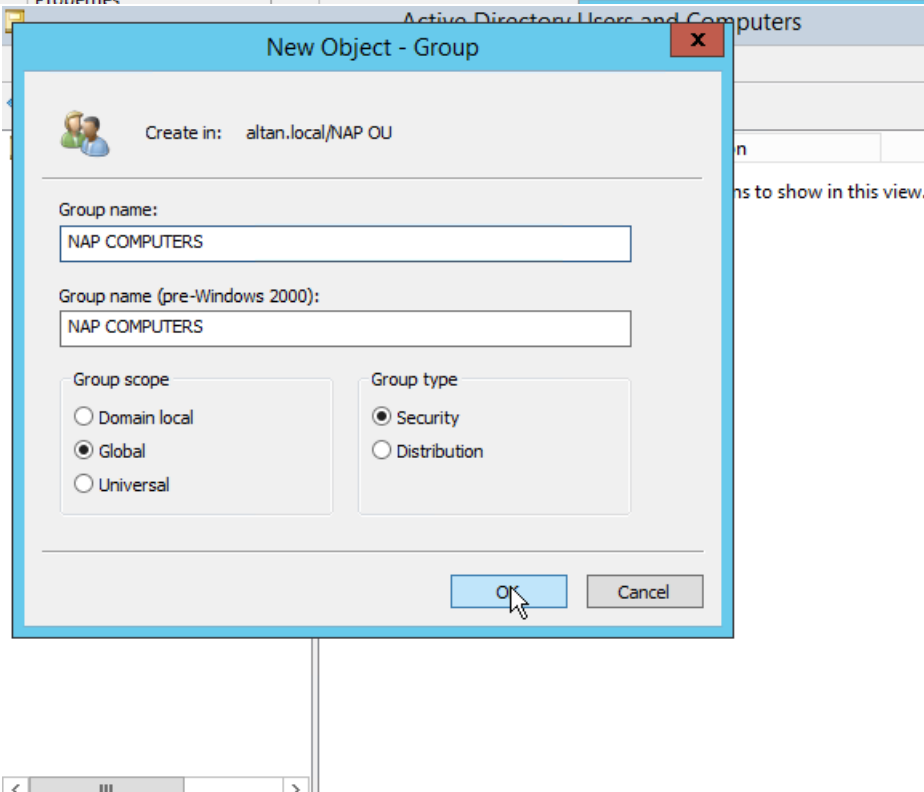 Properties
Active Directory Users and Computers
New Object - Group
x
Create in: altan.local/NAP OU
Group name:
NAP COMPUTERS
Group name (pre-Windows 2000):
NAP COMPUTERS
Group scope
Domain local
Global
Universal
Group type
Security
Distribution
OK
Cancel
to show in this view.